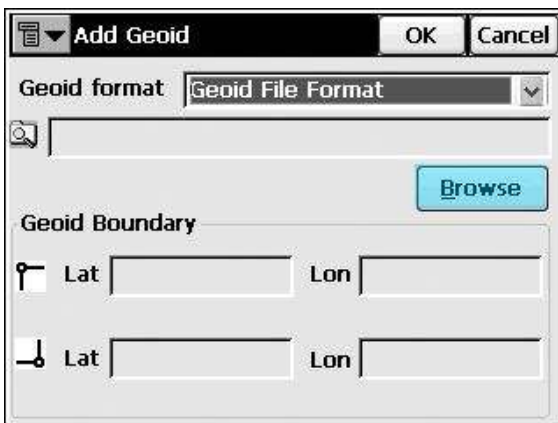 Add Geoid OK Cancel
Geoid format Geoid File Format
Browse
Geoid Boundary
Lat Lon
Lat Lon